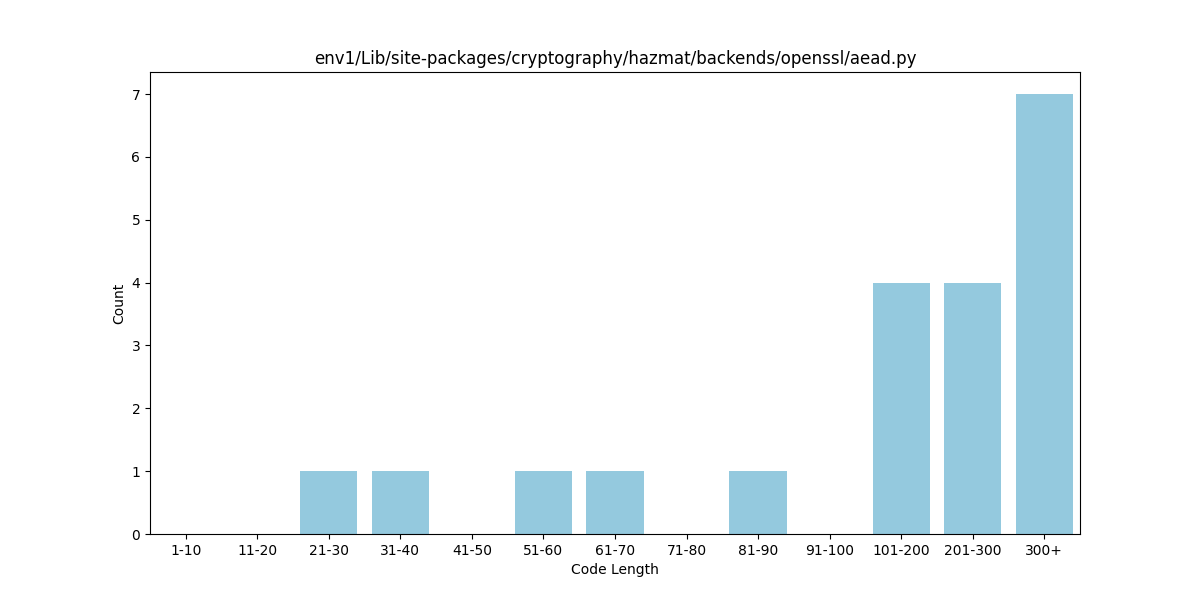 env1/Lib/site-packages/cryptography/hazmat/backends/openssl/aead.py
7
6
5
4
3
2
1
0
Count
1-10 11-20 21-30 31-40 41-50 51-60 61-70 71-80 81-90 91-100 101-200 201-300 300+
Code Length